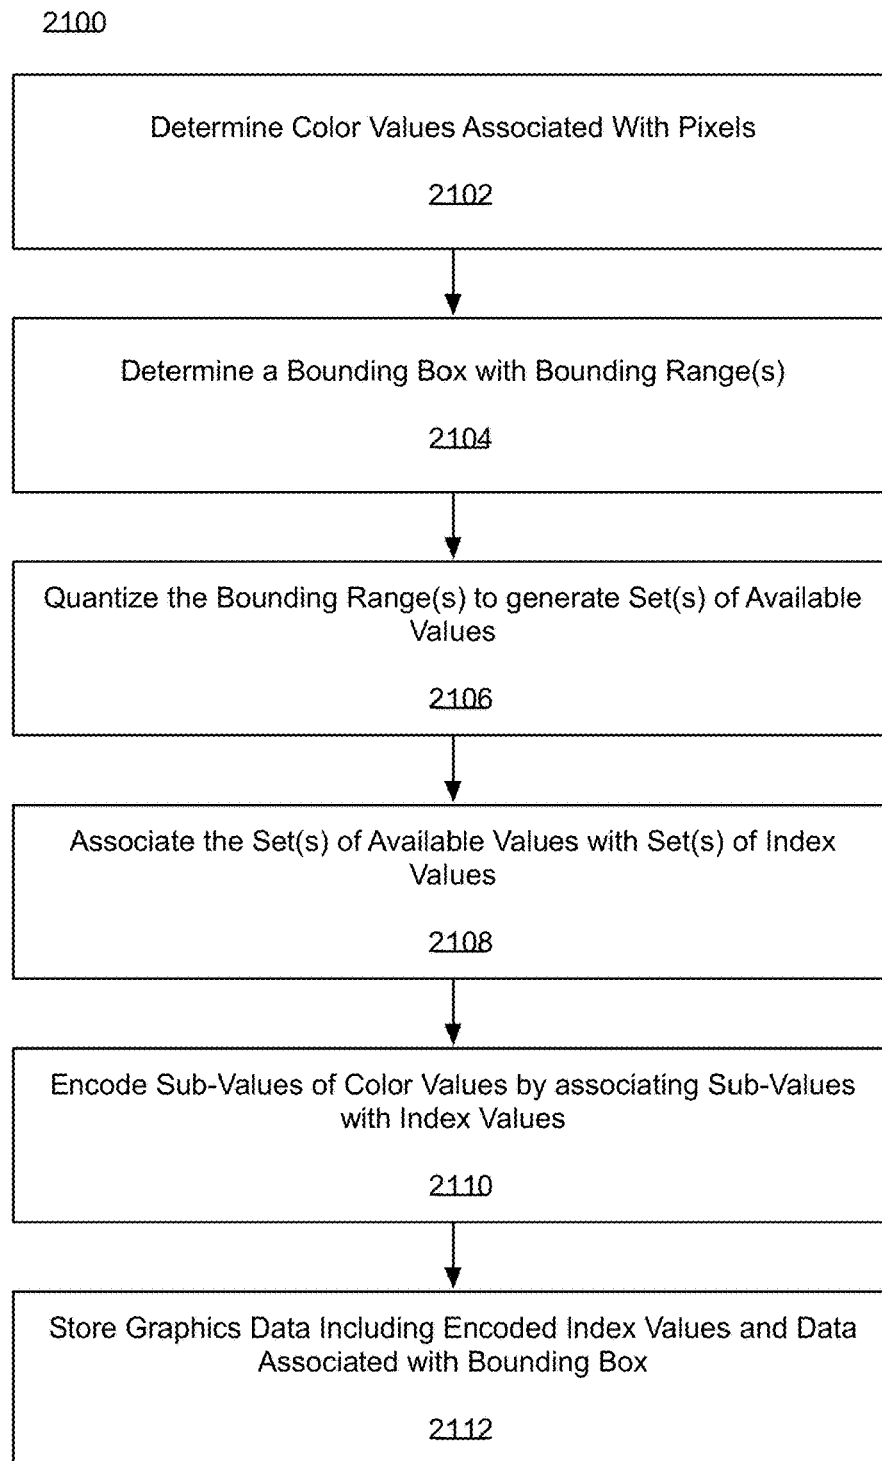 2100
Determine Color Values Associated With Pixels
2102
Determine a Bounding Box with Bounding Range(s)
2104
Quantize the Bounding Range(s) to generate Set(s) of Available
Values
2106
Associate the Set(s) of Available Values with Set(s) of Index
Values
2108
Encode Sub-Values of Color Values by associating Sub-Values
with Index Values
2110
Store Graphics Data Including Encoded Index Values and Data
Associated with Bounding Box
2112